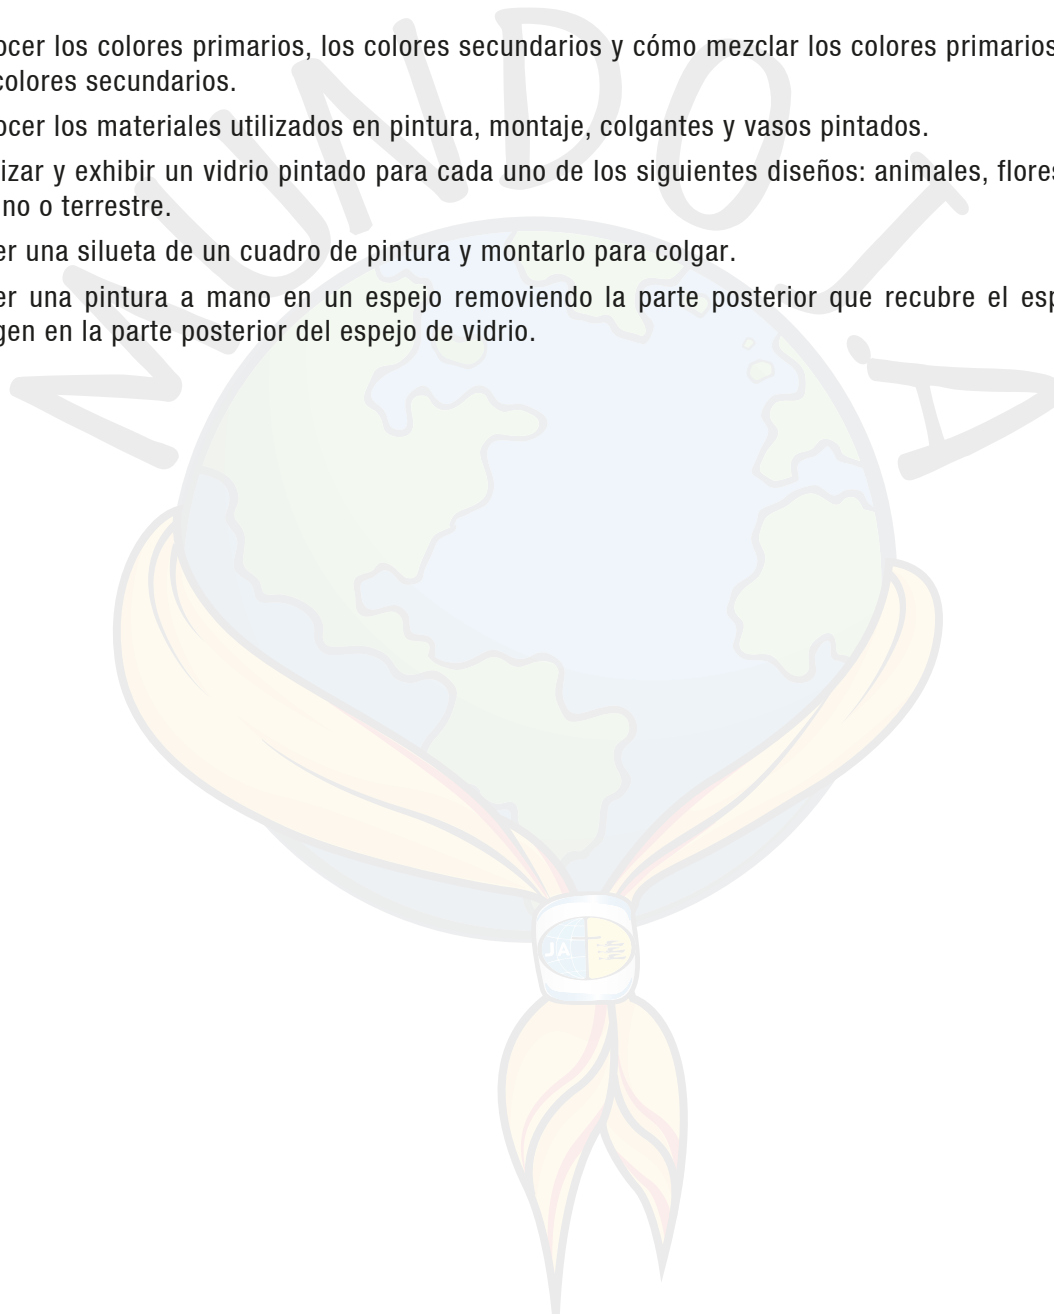 ocer los colores primarios, los colores secundarios y cómo mezclar los colores primarios
colores secundarios.
ocer los materiales utilizados en pintura, montaje, colgantes y vasos pintados.
izar y exhibir un vidrio pintado para cada uno de los siguientes diseños: animales, flores
no o terrestre.
er una silueta de un cuadro de pintura y montarlo para colgar.
er una pintura a mano en un espejo removiendo la parte posterior que recubre el esp
gen en la parte posterior del espejo de vidrio.
MUNDO JA
JA